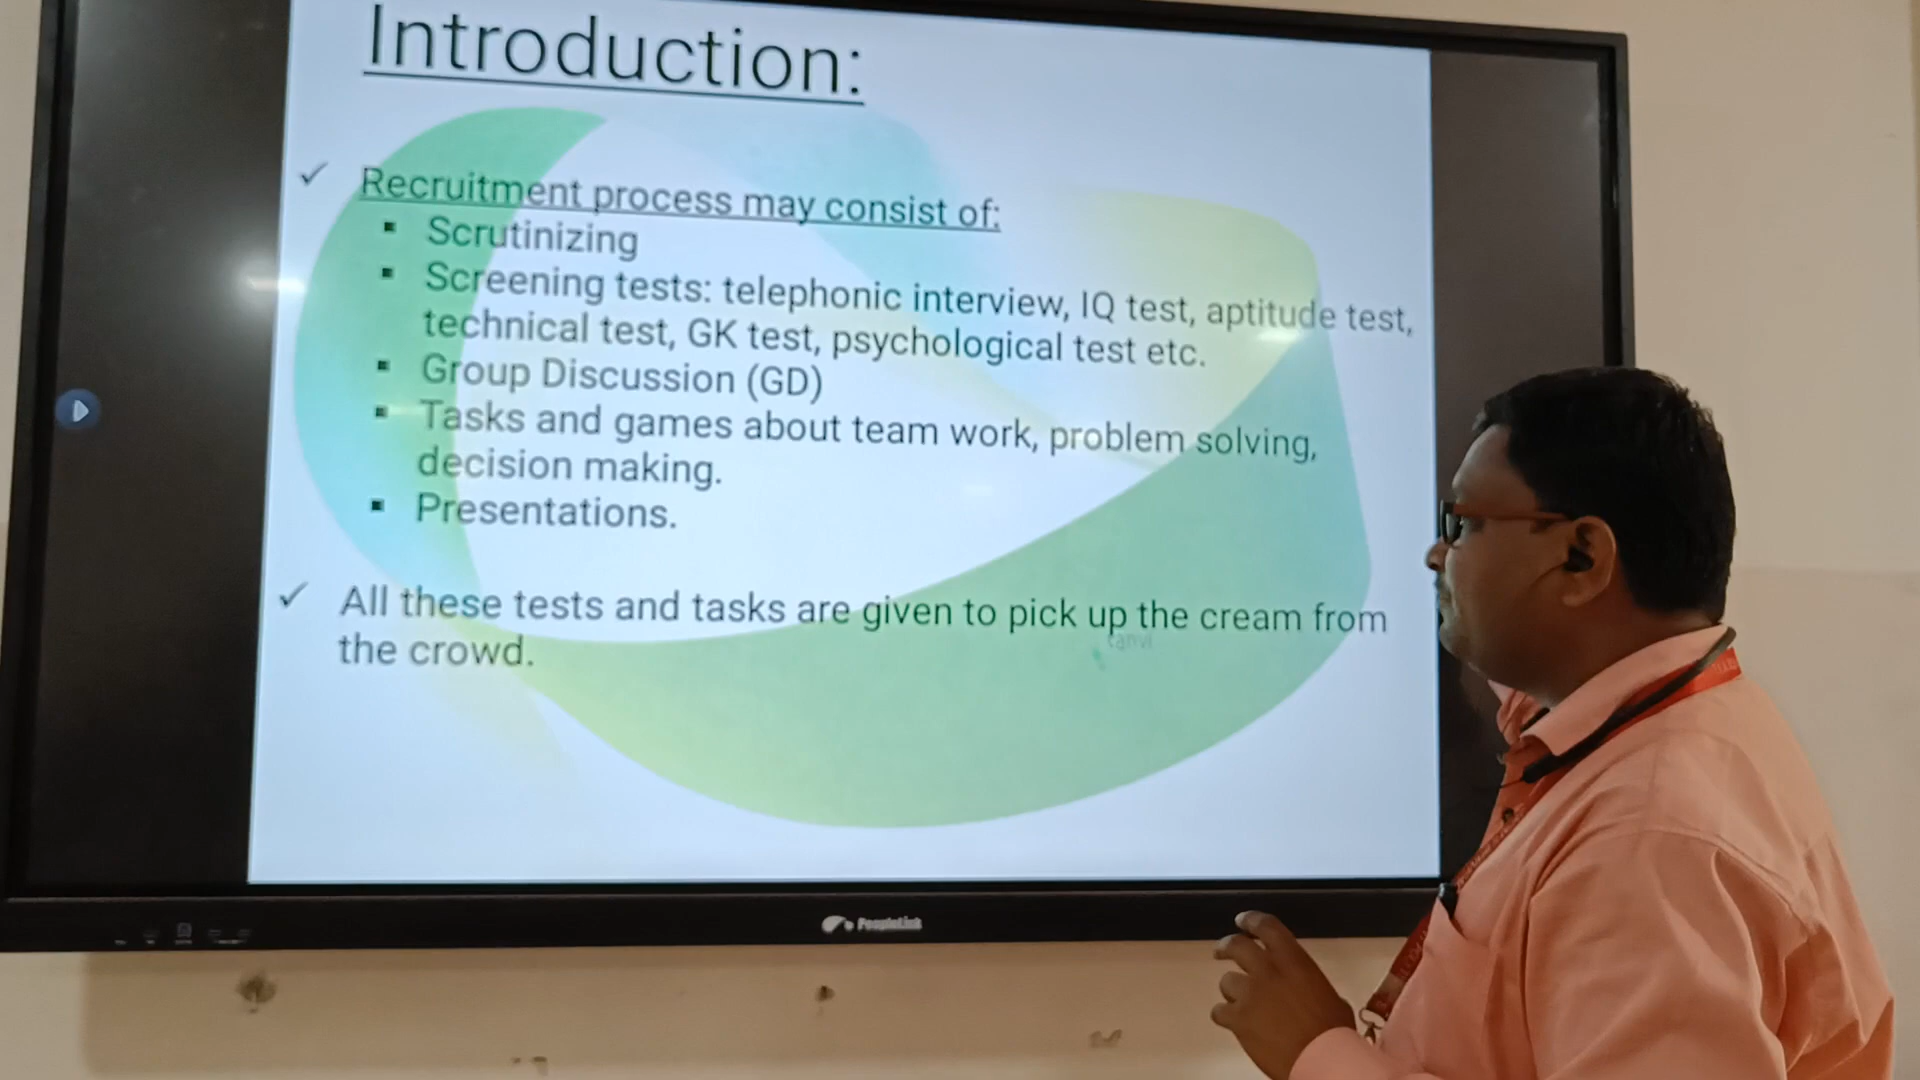 Introduction:
✓ Recruitment process may consist of:
▪ Scrutinizing
▪ Screening tests: telephonic interview, IQ test, aptitude test,
technical test, GK test, psychological test etc.
▪ Group Discussion (GD)
▪ Tasks and games about team work, problem solving,
decision making.
▪ Presentations.
✓ All these tests and tasks are given to pick up the cream from
the crowd.
tanvi
PeopleLink